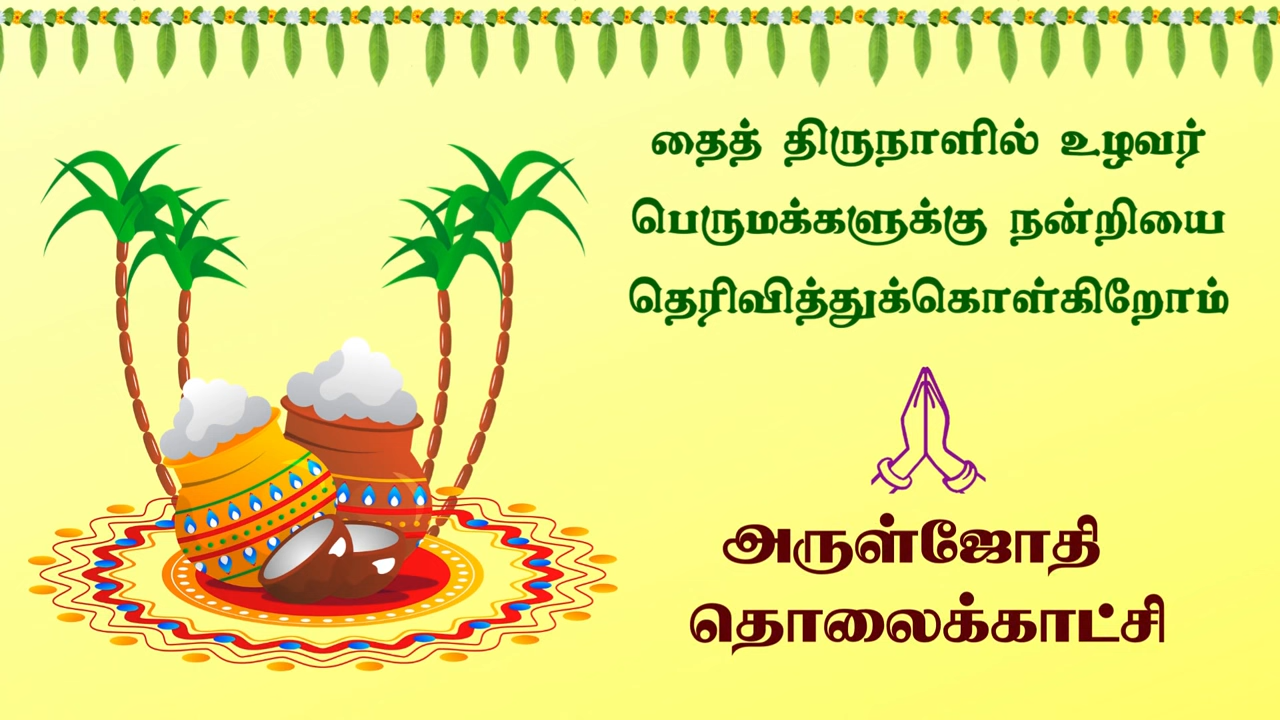 தைத் திருநாளில் உழவர்
பெருமக்களுக்கு நன்றியை
தெரிவித்துக்கொள்கிறோம்
அருள்ஜோதி
தொலைக்காட்சி